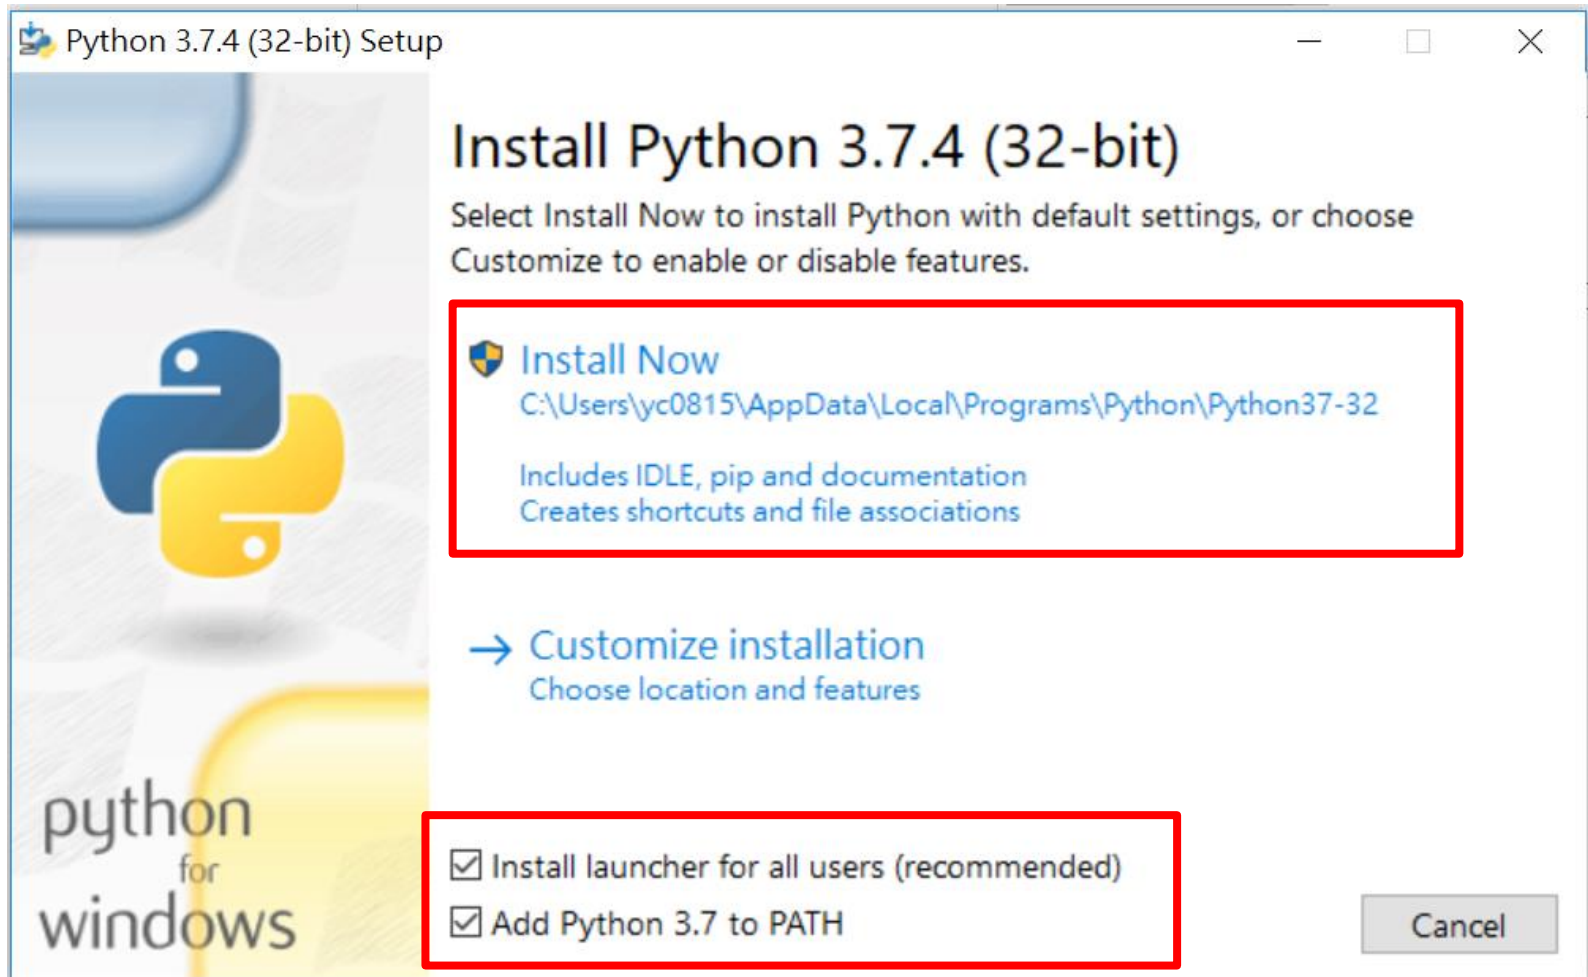 Python 3.7.4 (32-bit) Setup
Install Python 3.7.4 (32-bit)
Select Install Now to install Python with default settings, or choose
Customize to enable or disable features.
Install Now
C:\Users\yc0815\AppData\Local\Programs\Python\Python37-32
Includes IDLE, pip and documentation
Creates shortcuts and file associations
Customize installation
Choose location and features
python
for
windows
Install launcher for all users (recommended)
Add Python 3.7 to PATH
Cancel